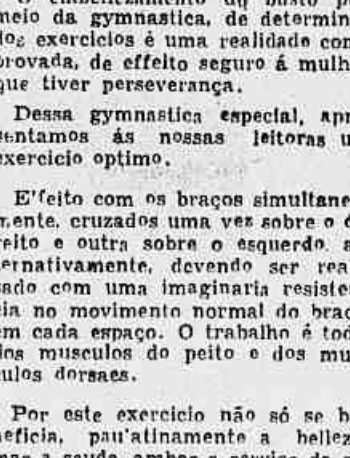 O embellezamento do busto po
meio da gymnastica, de determin
dos exercicios é uma realidade com
provada, de effeito seguro á mulh
que tiver perseverança.
Dessa gymnastica especial, apr
sentamos ás nossas leitoras u
exercicio optimo.
E'feito com os braços simultane
mente, cruzados uma vez sobre o d
reito e outra sobre o esquerdo, a
ternativamente, devendo ser rea
sado com uma imaginaria resisten
cia no movimento normal do braç
em cada espaço. O trabalho é tod
dos musculos do peito e dos mu
culos dorsaes.
Por este exercicio não só se b
neficia, pau'atinamente a bellez